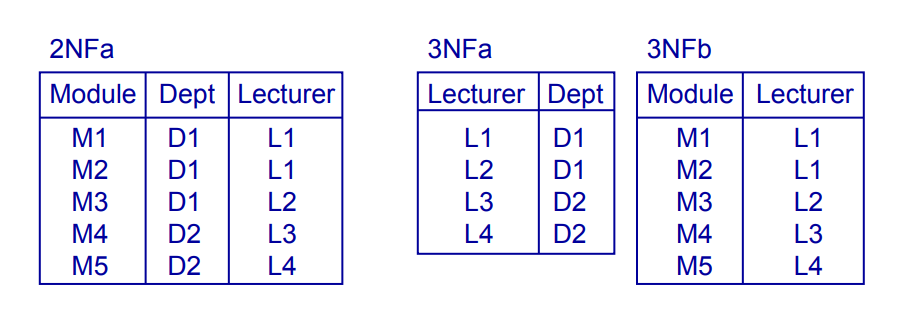 2NFa
Module Dept Lecturer
M1 D1 L1
M2 D1 L1
M3 D1 L2
M4 D2 L3
M5 D2 L4
3NFa
Lecturer Dept
L1 D1
L2 D1
L3 D2
L4 D2
3NFb
Module Lecturer
M1 L1
M2 L1
M3 L2
M4 L3
M5 L4